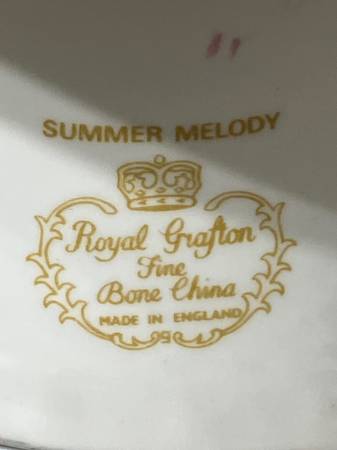 SUMMER MELODY
Royal Grafton
Fine
Bone China
MADE IN ENGLAND